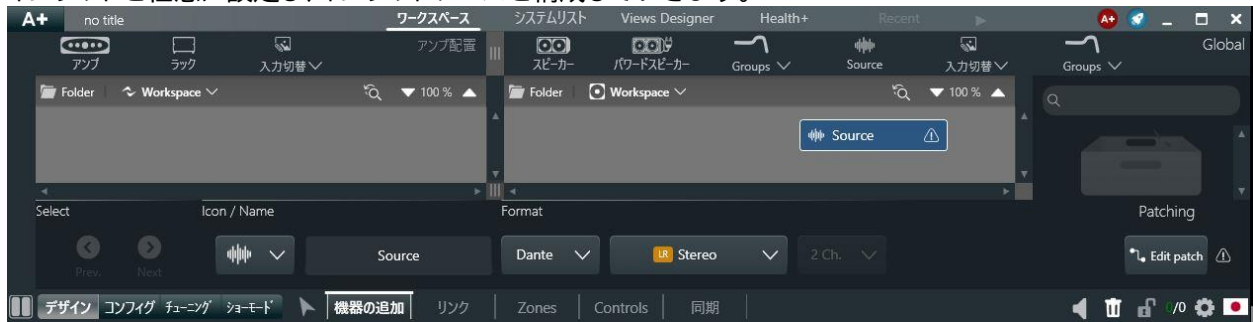 A+ no title ワークスペース システムリスト Views Designer Health+ Recent A+
アンプ ラック 入力切替 アンプ配置 スピーカー パワードスピーカー Groups Source 入力切替 Groups Global
Folder Workspace 100 % Folder Workspace 100 %
Source
Select Icon / Name Format Patching
Prev. Next Source Dante LR Stereo 2 Ch. Edit patch
デザイン コンフィグ チューニング ショーモード 機器の追加 リンク Zones Controls 同期 0/0